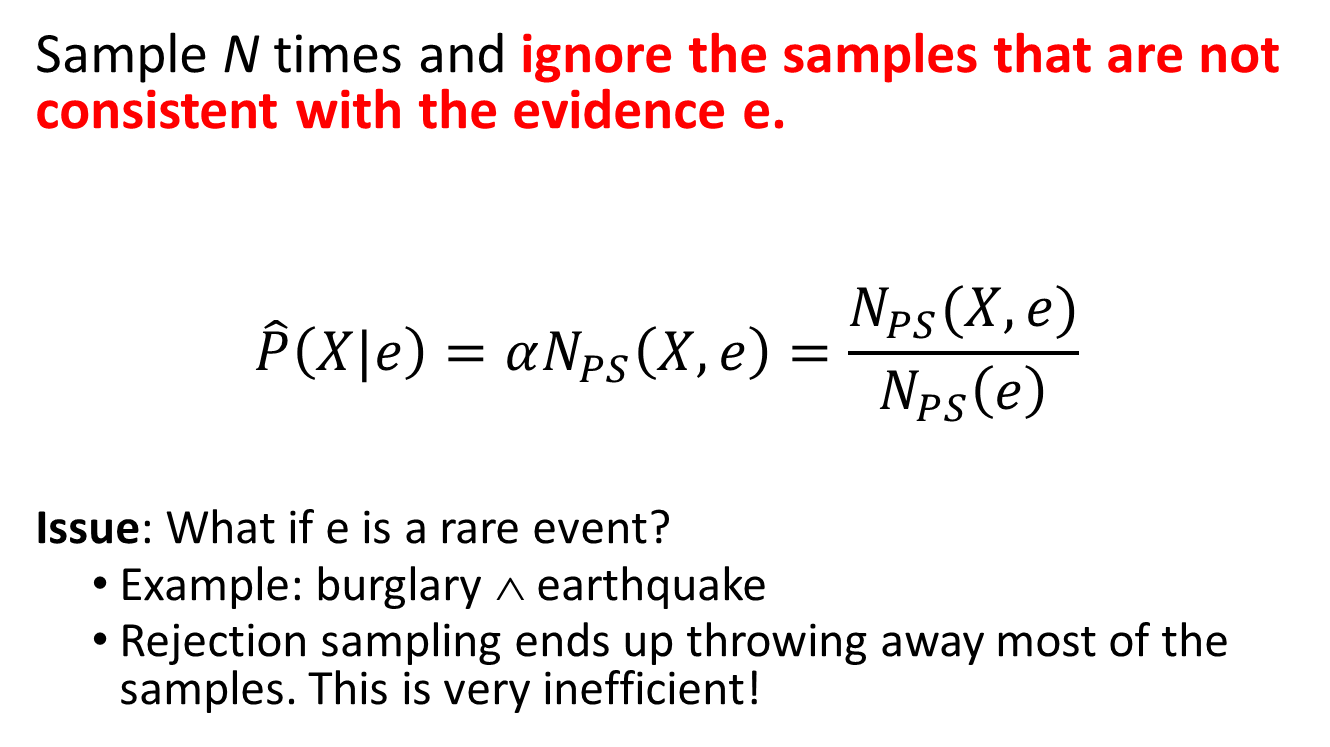 Sample N times and ignore the samples that are not
consistent with the evidence e.
P̂(X|e) = αN_PS(X, e) = N_PS(X, e) / N_PS(e)
Issue: What if e is a rare event?
• Example: burglary ∧ earthquake
• Rejection sampling ends up throwing away most of the
samples. This is very inefficient!